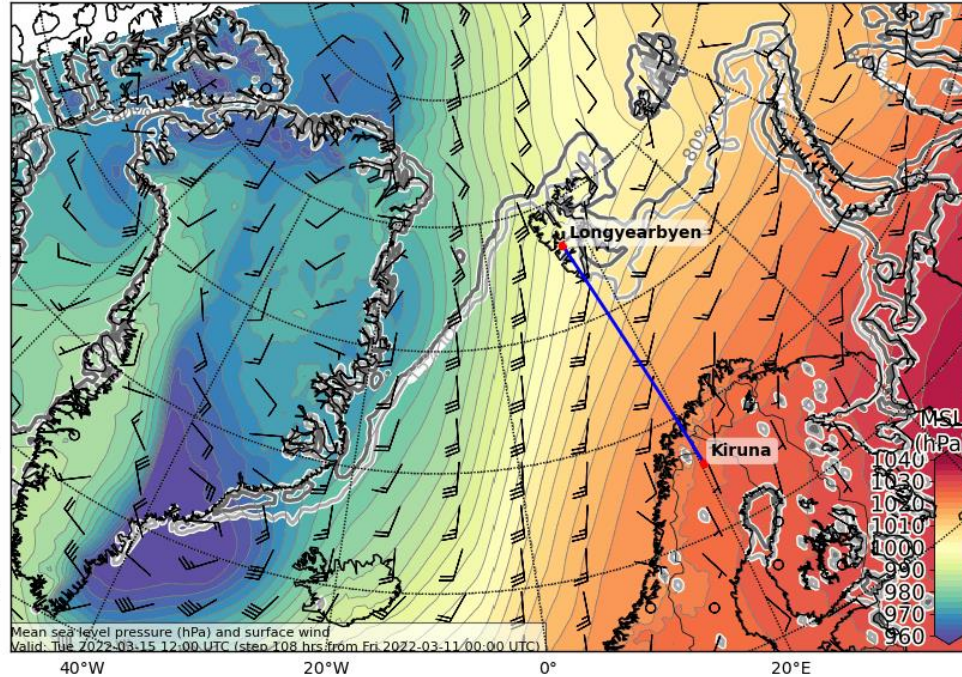 80%
Longyearbyen
Kiruna
MSL
(hPa)
1040
1030
1020
1010
1000
990
980
970
960
Mean sea level pressure (hPa) and surface wind
Valid: Tue 2022-03-15 12:00 UTC (step 108 hrs from Fri 2022-03-11 00:00 UTC)
40°W
20°W
0°
20°E